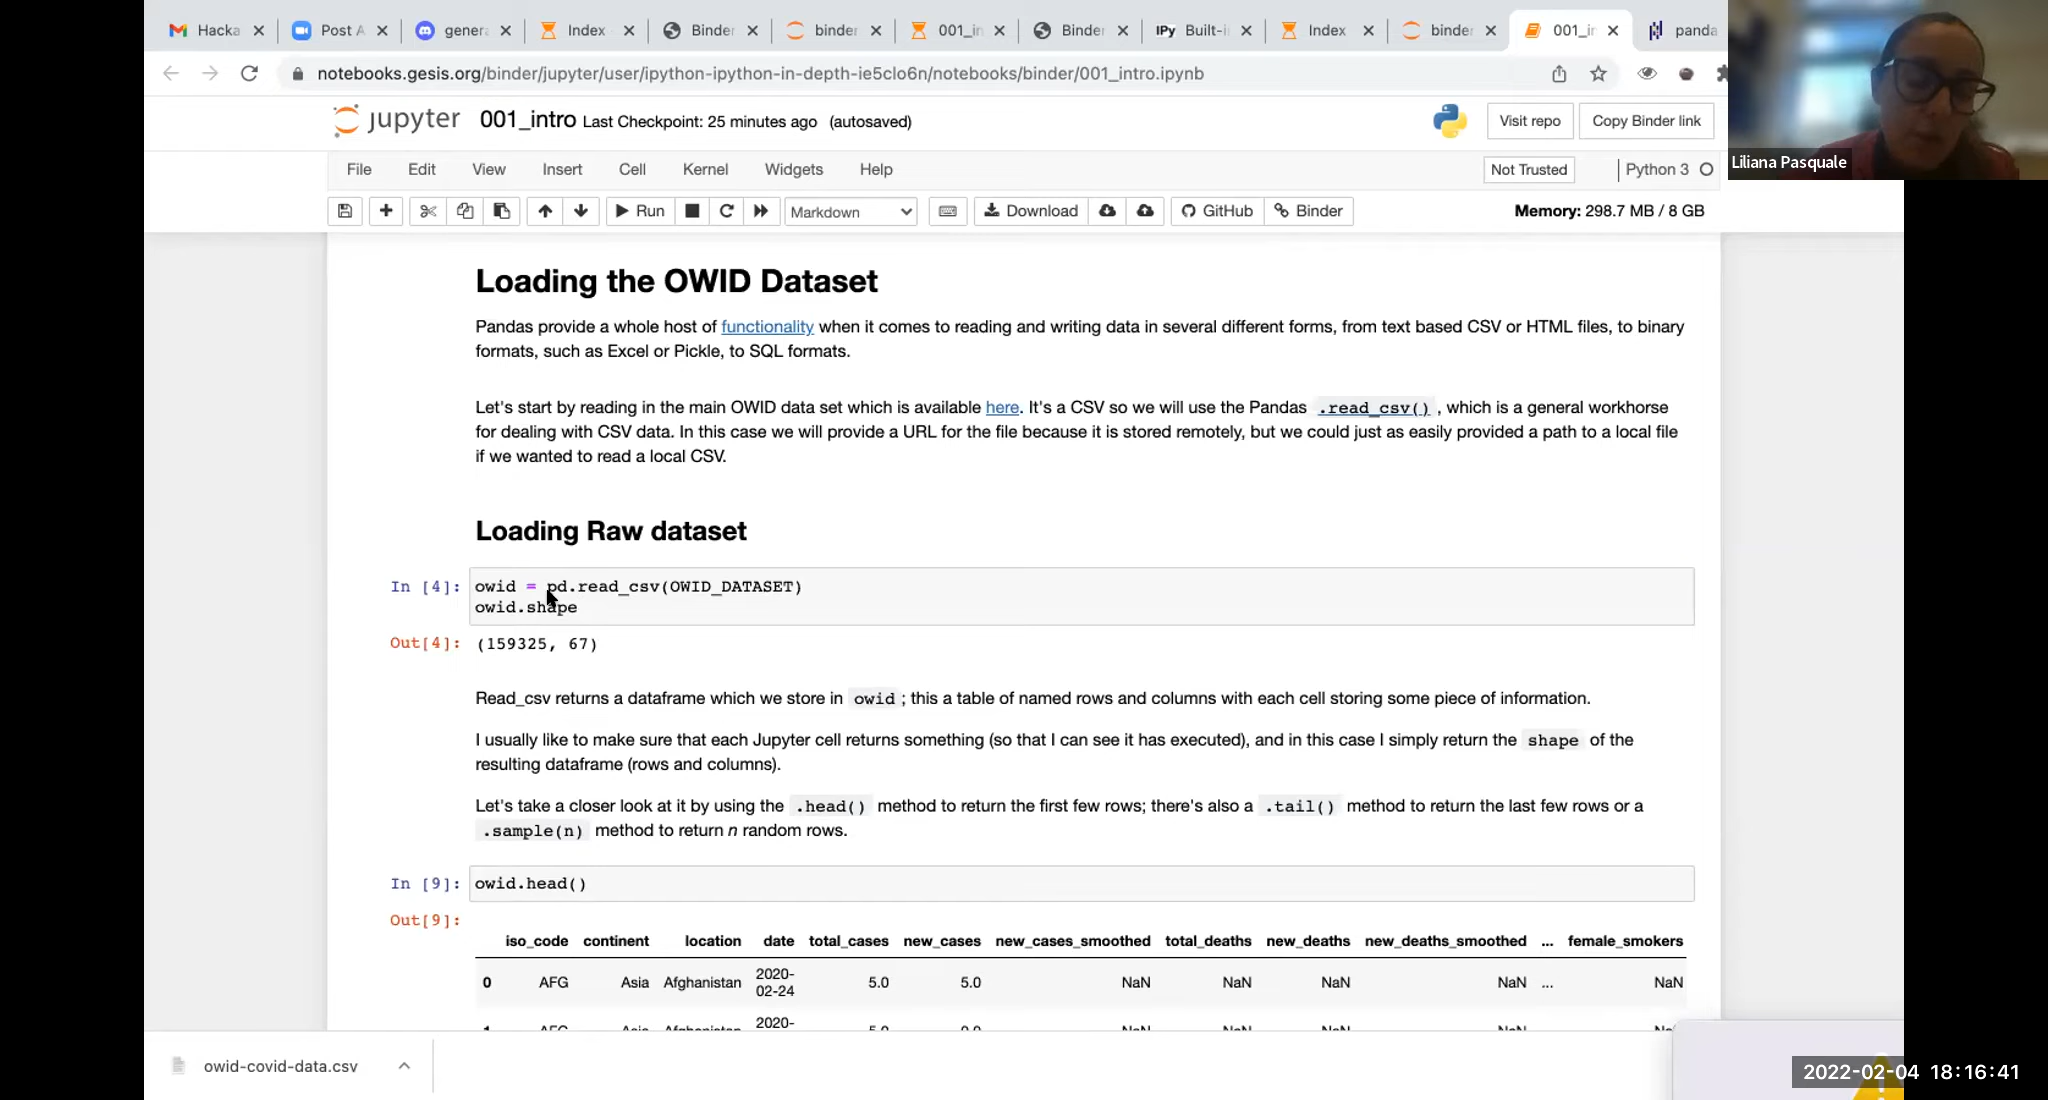 Hacka
Post A
gener
Index
Binder
binder
001_in
Binder
IPy Built-i
Index
binde
001_in
panda
notebooks.gesis.org/binder/jupyter/user/ipython-ipython-in-depth-ie5clo6n/notebooks/binder/001_intro.ipynb
Liliana Pasquale
jupyter 001_intro Last Checkpoint: 25 minutes ago (autosaved)
Visit repo
Copy Binder link
File Edit View Insert Cell Kernel Widgets Help
Not Trusted
Python 3
Run
Markdown
Download
GitHub
Binder
Memory: 298.7 MB / 8 GB
Loading the OWID Dataset
Pandas provide a whole host of functionality when it comes to reading and writing data in several different forms, from text based CSV or HTML files, to binary
formats, such as Excel or Pickle, to SQL formats.
Let's start by reading in the main OWID data set which is available here. It's a CSV so we will use the Pandas .read_csv() , which is a general workhorse
for dealing with CSV data. In this case we will provide a URL for the file because it is stored remotely, but we could just as easily provided a path to a local file
if we wanted to read a local CSV.
Loading Raw dataset
In [4]: owid = pd.read_csv(OWID_DATASET)
owid.shape
Out[4]: (159325, 67)
Read_csv returns a dataframe which we store in owid ; this a table of named rows and columns with each cell storing some piece of information.
I usually like to make sure that each Jupyter cell returns something (so that I can see it has executed), and in this case I simply return the shape of the
resulting dataframe (rows and columns).
Let's take a closer look at it by using the .head() method to return the first few rows; there's also a .tail() method to return the last few rows or a
.sample(n) method to return n random rows.
In [9]: owid.head()
Out[9]:
iso_code continent location date total_cases new_cases new_cases_smoothed total_deaths new_deaths new_deaths_smoothed ... female_smokers
0 AFG Asia Afghanistan 2020-02-24 5.0 5.0 NaN NaN NaN NaN ... NaN
1 AFG Asia Afghanistan 2020- 5.0 0.0 NaN NaN NaN NaN NaN
owid-covid-data.csv
2022-02-04 18:16:41